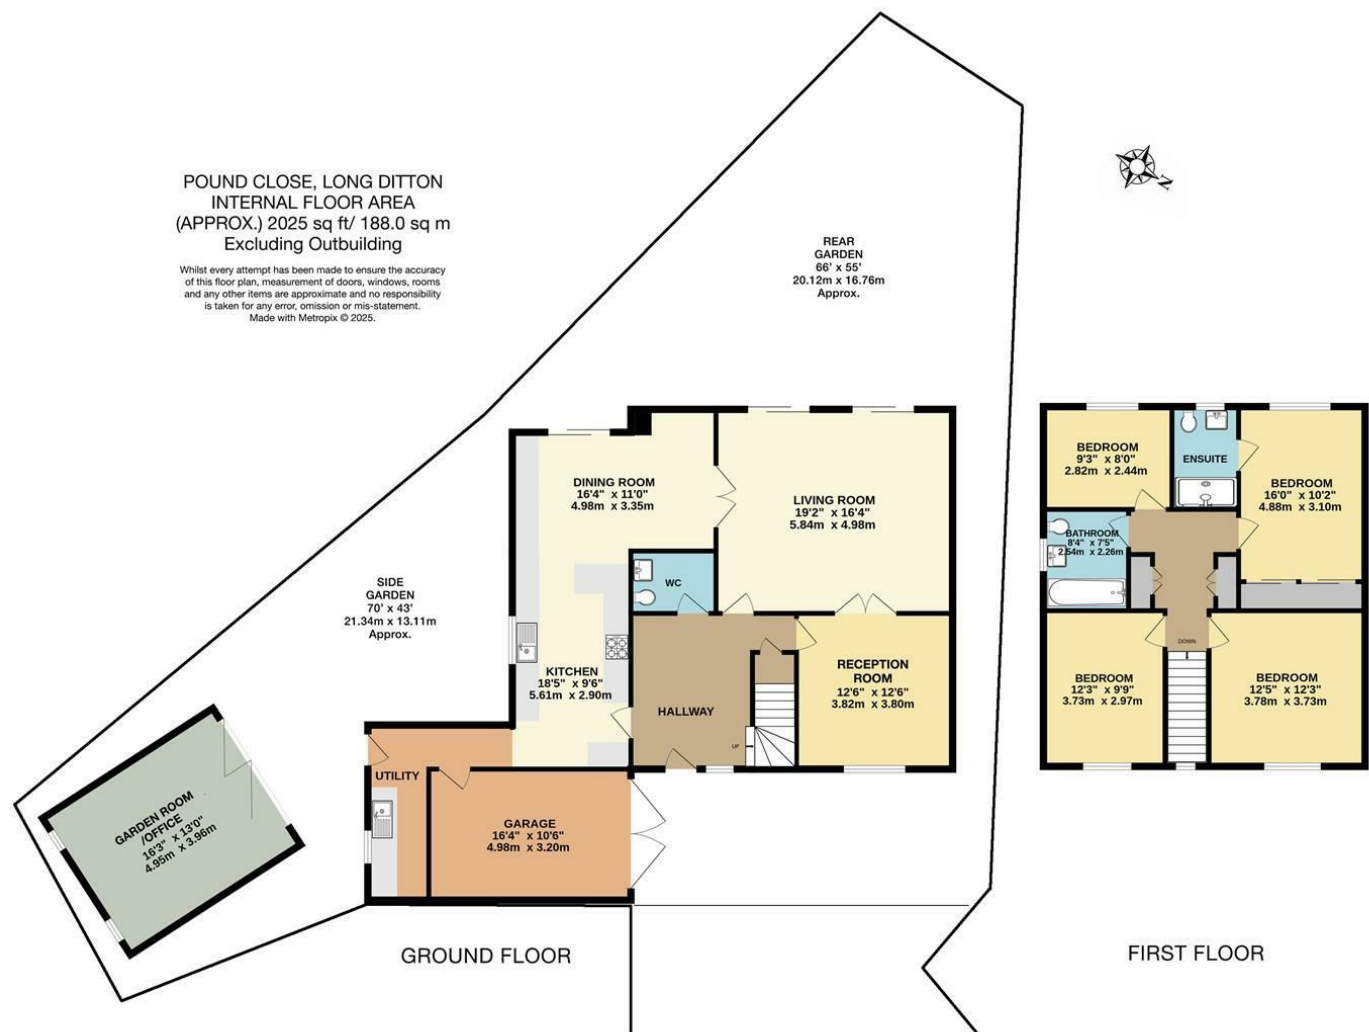 POUND CLOSE, LONG DITTON
INTERNAL FLOOR AREA
(APPROX.) 2025 sq ft/ 188.0 sq m
Excluding Outbuilding
Whilst every attempt has been made to ensure the accuracy
of this floor plan, measurement of doors, windows, rooms
and any other items are approximate and no responsibility
is taken for any error, omission or mis-statement.
Made with Metropix © 2025.
N
REAR
GARDEN
66' x 55'
20.12m x 16.76m
Approx.
SIDE
GARDEN
70' x 43'
21.34m x 13.11m
Approx.
DINING ROOM
16'4" x 11'0"
4.98m x 3.35m
LIVING ROOM
19'2" x 16'4"
5.84m x 4.98m
WC
KITCHEN
18'5" x 9'6"
5.61m x 2.90m
HALLWAY
UP
RECEPTION
ROOM
12'6" x 12'6"
3.82m x 3.80m
UTILITY
GARAGE
16'4" x 10'6"
4.98m x 3.20m
GARDEN ROOM
/OFFICE
16'3" x 13'0"
4.95m x 3.96m
GROUND FLOOR
BEDROOM
9'3" x 8'0"
2.82m x 2.44m
ENSUITE
BEDROOM
16'0" x 10'2"
4.88m x 3.10m
BATHROOM
8'4" x 7'5"
2.54m x 2.26m
DOWN
BEDROOM
12'3" x 9'9"
3.73m x 2.97m
BEDROOM
12'5" x 12'3"
3.78m x 3.73m
FIRST FLOOR